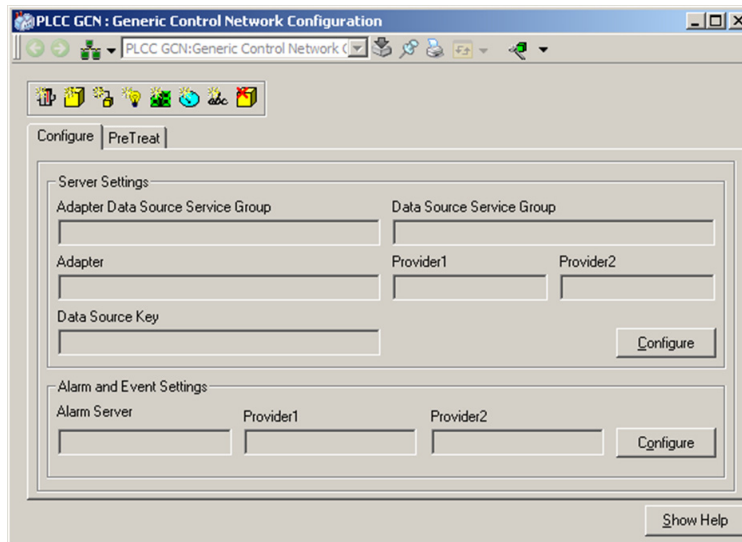 PLCC GCN : Generic Control Network Configuration
PLCC GCN:Generic Control Network (
abc
Configure PreTreat
Server Settings
Adapter Data Source Service Group Data Source Service Group
Adapter Provider1 Provider2
Data Source Key
Configure
Alarm and Event Settings
Alarm Server Provider1 Provider2
Configure
Show Help